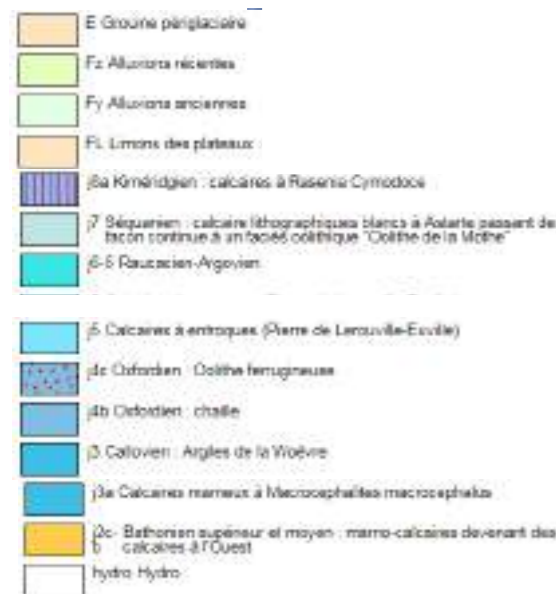 E Grouine périglaciaire
Fz Alluvions récentes
Fy Alluvions anciennes
FL Limons des plateaux
j8a Kiméridgien : calcaires à Rasenia Cymodoce
j7 Séquanien : calcaire lithographiques blancs à Astarte passant de
facon continue à un faciès oolithique "Oolithe de la Mothe"
j6-5 Rauracien-Argovien
j5 Calcaires à entroques (Pierre de Lerouville-Euville)
j4c Oxfordien : Oolithe ferrugineuse
j4b Oxfordien : chaille
j3 Callovien : Argiles de la Woëvre
j3a Calcaires marneux à Macrocephalites macrocephalus
j2c- Bathonien supérieur et moyen : marno-calcaires devenant des
b calcaires à l'Ouest
hydro Hydro